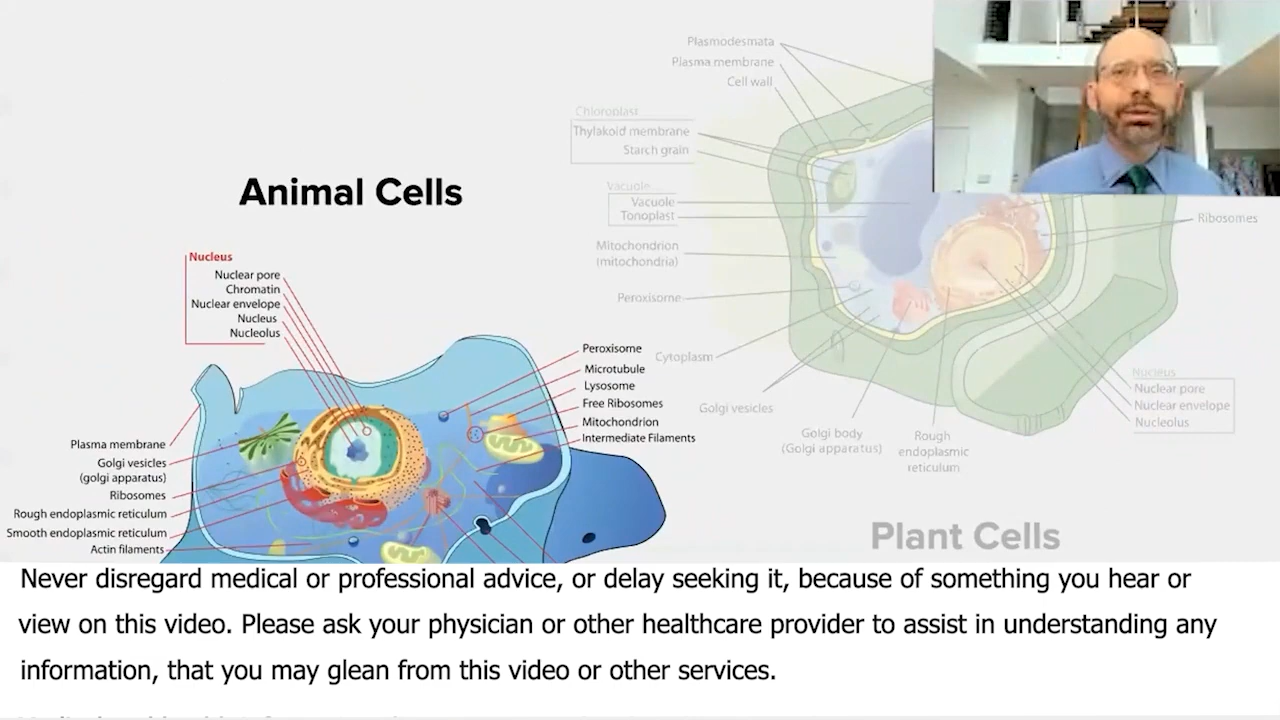 Plasmodesmata
Plasma membrane
Cell wall
Chloroplast
Thylakoid membrane
Starch grain
Vacuole
Vacuole
Tonoplast
Mitochondrion
(mitochondria)
Peroxisome
Cytoplasm
Golgi vesicles
Golgi body
(Golgi apparatus)
Rough
endoplasmic
reticulum
Ribosomes
Nucleus
Nuclear pore
Nuclear envelope
Nucleolus
Plant Cells
Animal Cells
Nucleus
Nuclear pore
Chromatin
Nuclear envelope
Nucleus
Nucleolus
Peroxisome
Microtubule
Lysosome
Free Ribosomes
Mitochondrion
Intermediate Filaments
Plasma membrane
Golgi vesicles
(golgi apparatus)
Ribosomes
Rough endoplasmic reticulum
Smooth endoplasmic reticulum
Actin filaments
Never disregard medical or professional advice, or delay seeking it, because of something you hear or
view on this video. Please ask your physician or other healthcare provider to assist in understanding any
information, that you may glean from this video or other services.